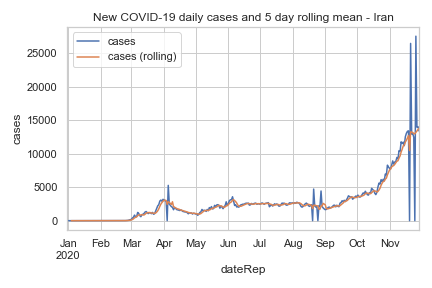 New COVID-19 daily cases and 5 day rolling mean - Iran
cases
cases (rolling)
25000
20000
15000
10000
5000
0
cases
Jan Feb Mar Apr May Jun Jul Aug Sep Oct Nov
2020
dateRep